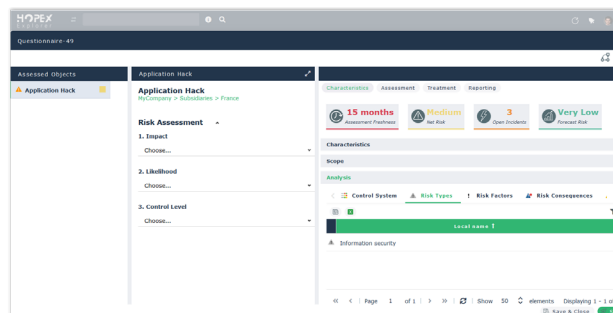 HOPEX
Explorer
Questionnaire-49
Assessed Objects
Application Hack
Application Hack
Application Hack
MyCompany > Subsidiaries > France
Risk Assessment
1. Impact
Choose...
2. Likelihood
Choose...
3. Control Level
Choose...
Characteristics Assessment Treatment Reporting
15 months
Assessment Freshness
Medium
Net Risk
3
Open Incidents
Very Low
Forecast Risk
Characteristics
Scope
Analysis
Control System Risk Types Risk Factors Risk Consequences
Local name
Information security
Page 1 of 1 Show 50 elements Displaying 1 - 1 of
Save & Close